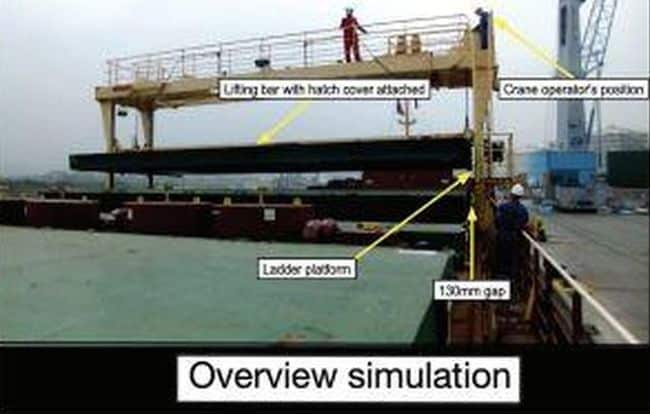 Lifting bar with hatch cover attached
Crane operator's position
Ladder platform
130mm gap
Overview simulation